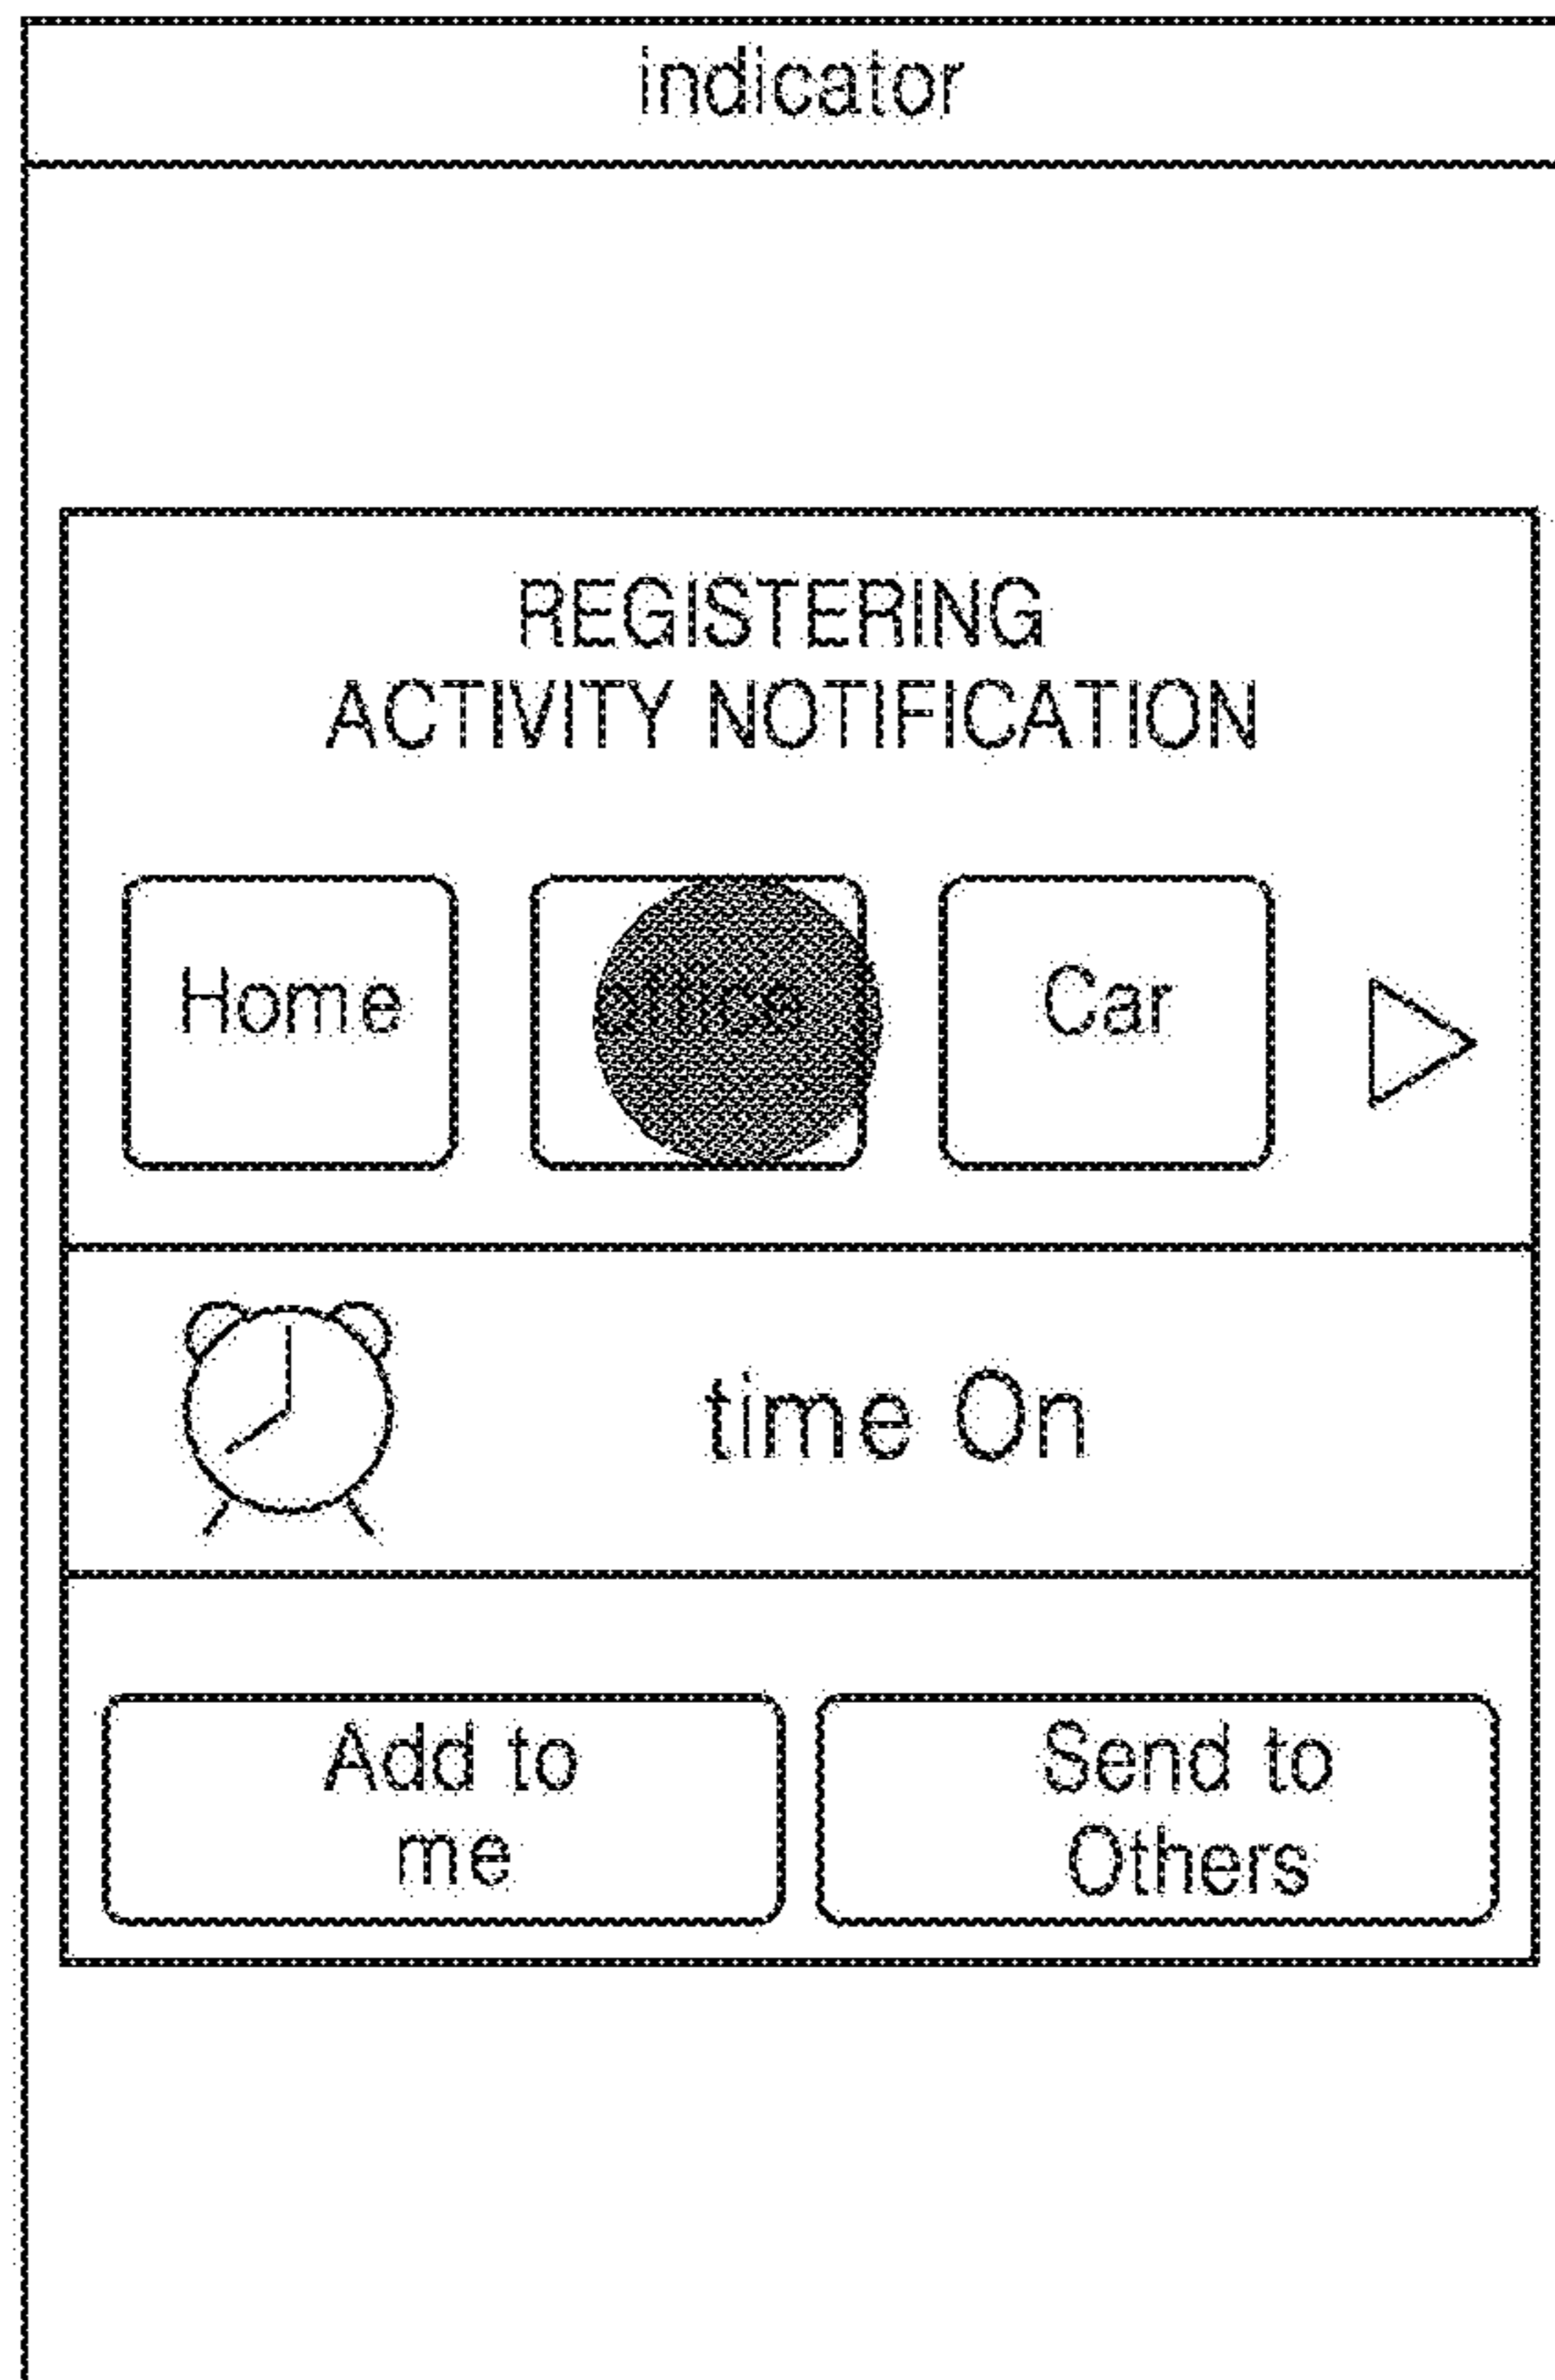 indicator
REGISTERING
ACTIVITY NOTIFICATION
Home
Car
time On
Add to
me
Send to
Others